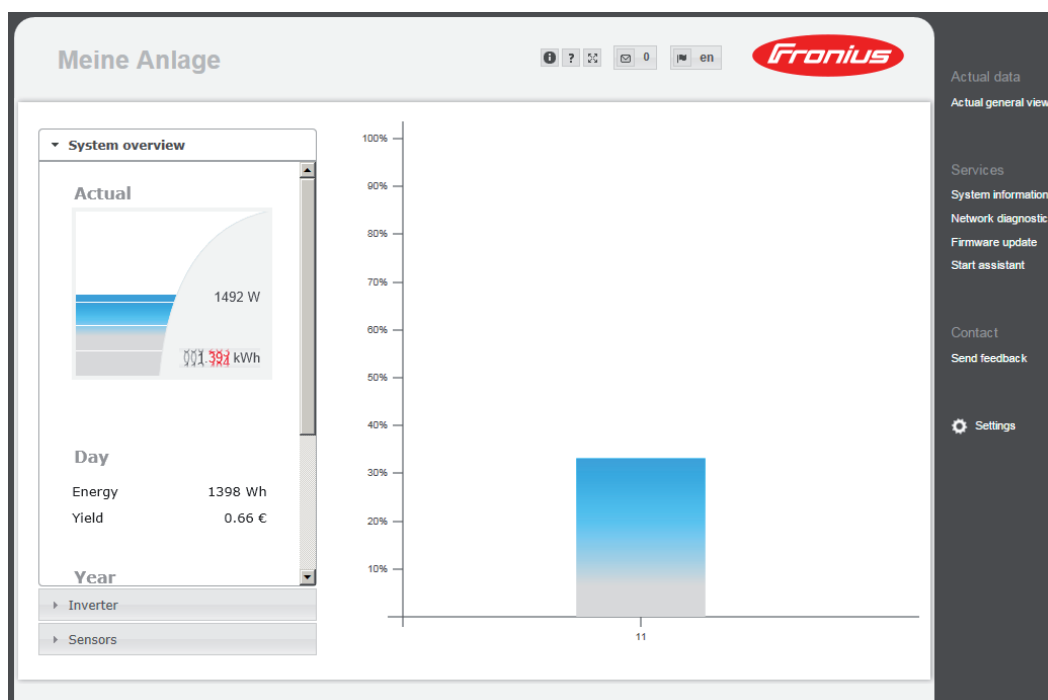 Meine Anlage
i ? 0 en
Fronius
System overview
Actual
1492 W
kWh
Day
Energy 1398 Wh
Yield 0.66 €
Year
Inverter
Sensors
100%
90%
80%
70%
60%
50%
40%
30%
20%
10%
11
Actual data
Actual general view
Services
System information
Network diagnostic
Firmware update
Start assistant
Contact
Send feedback
Settings